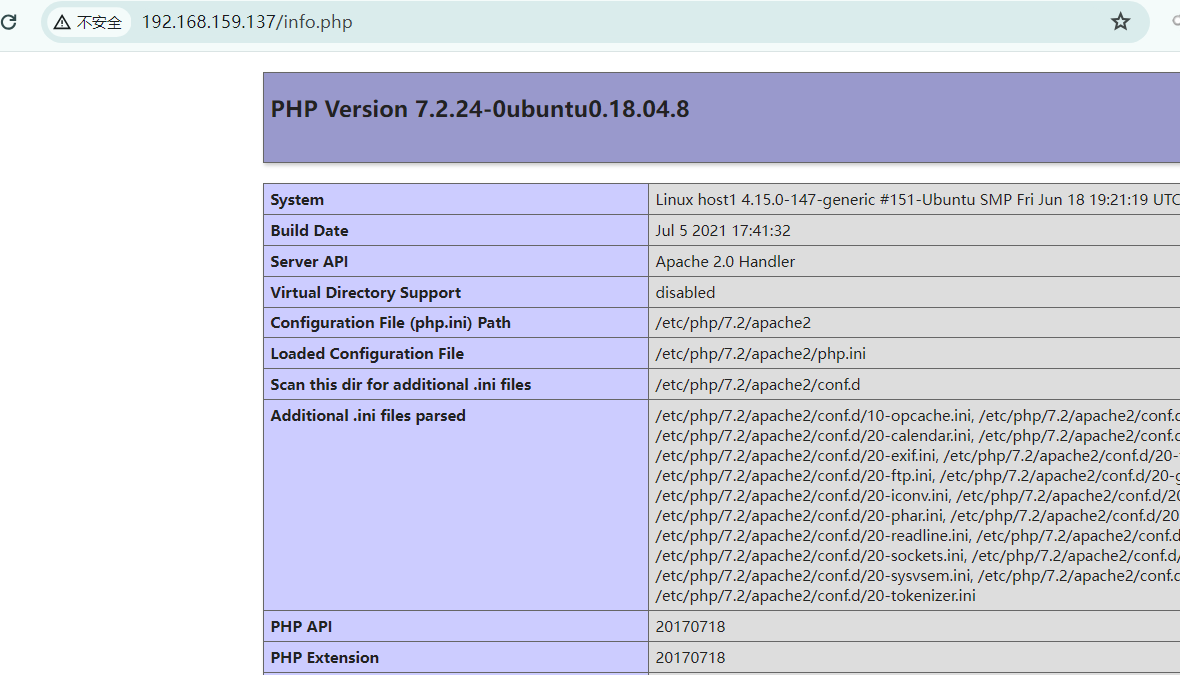 不安全 192.168.159.137/info.php
PHP Version 7.2.24-0ubuntu0.18.04.8
System Linux host1 4.15.0-147-generic #151-Ubuntu SMP Fri Jun 18 19:21:19 UTC
Build Date Jul 5 2021 17:41:32
Server API Apache 2.0 Handler
Virtual Directory Support disabled
Configuration File (php.ini) Path /etc/php/7.2/apache2
Loaded Configuration File /etc/php/7.2/apache2/php.ini
Scan this dir for additional .ini files /etc/php/7.2/apache2/conf.d
Additional .ini files parsed /etc/php/7.2/apache2/conf.d/10-opcache.ini, /etc/php/7.2/apache2/conf.d
/etc/php/7.2/apache2/conf.d/20-calendar.ini, /etc/php/7.2/apache2/conf.d
/etc/php/7.2/apache2/conf.d/20-exif.ini, /etc/php/7.2/apache2/conf.d/20-
/etc/php/7.2/apache2/conf.d/20-ftp.ini, /etc/php/7.2/apache2/conf.d/20-g
/etc/php/7.2/apache2/conf.d/20-iconv.ini, /etc/php/7.2/apache2/conf.d/20
/etc/php/7.2/apache2/conf.d/20-phar.ini, /etc/php/7.2/apache2/conf.d/20
/etc/php/7.2/apache2/conf.d/20-readline.ini, /etc/php/7.2/apache2/conf.d
/etc/php/7.2/apache2/conf.d/20-sockets.ini, /etc/php/7.2/apache2/conf.d/
/etc/php/7.2/apache2/conf.d/20-sysvsem.ini, /etc/php/7.2/apache2/conf.d
/etc/php/7.2/apache2/conf.d/20-tokenizer.ini
PHP API 20170718
PHP Extension 20170718